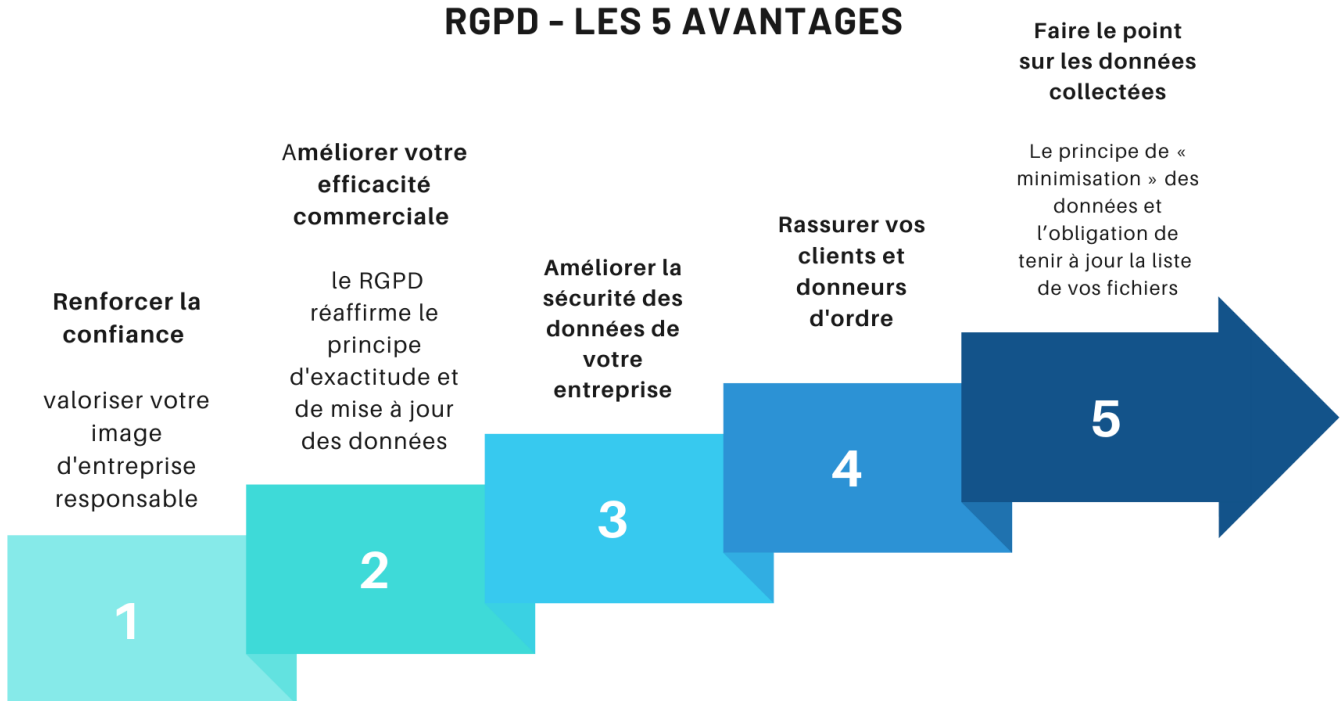 RGPD - LES 5 AVANTAGES
Renforcer la
confiance
valoriser votre
image
d'entreprise
responsable
1
Améliorer votre
efficacité
commerciale
le RGPD
réaffirme le
principe
d'exactitude et
de mise à jour
des données
2
Améliorer la
sécurité des
données de
votre
entreprise
3
Rassurer vos
clients et
donneurs
d'ordre
4
Faire le point
sur les données
collectées
Le principe de «
minimisation » des
données et
l’obligation de
tenir à jour la liste
de vos fichiers
5